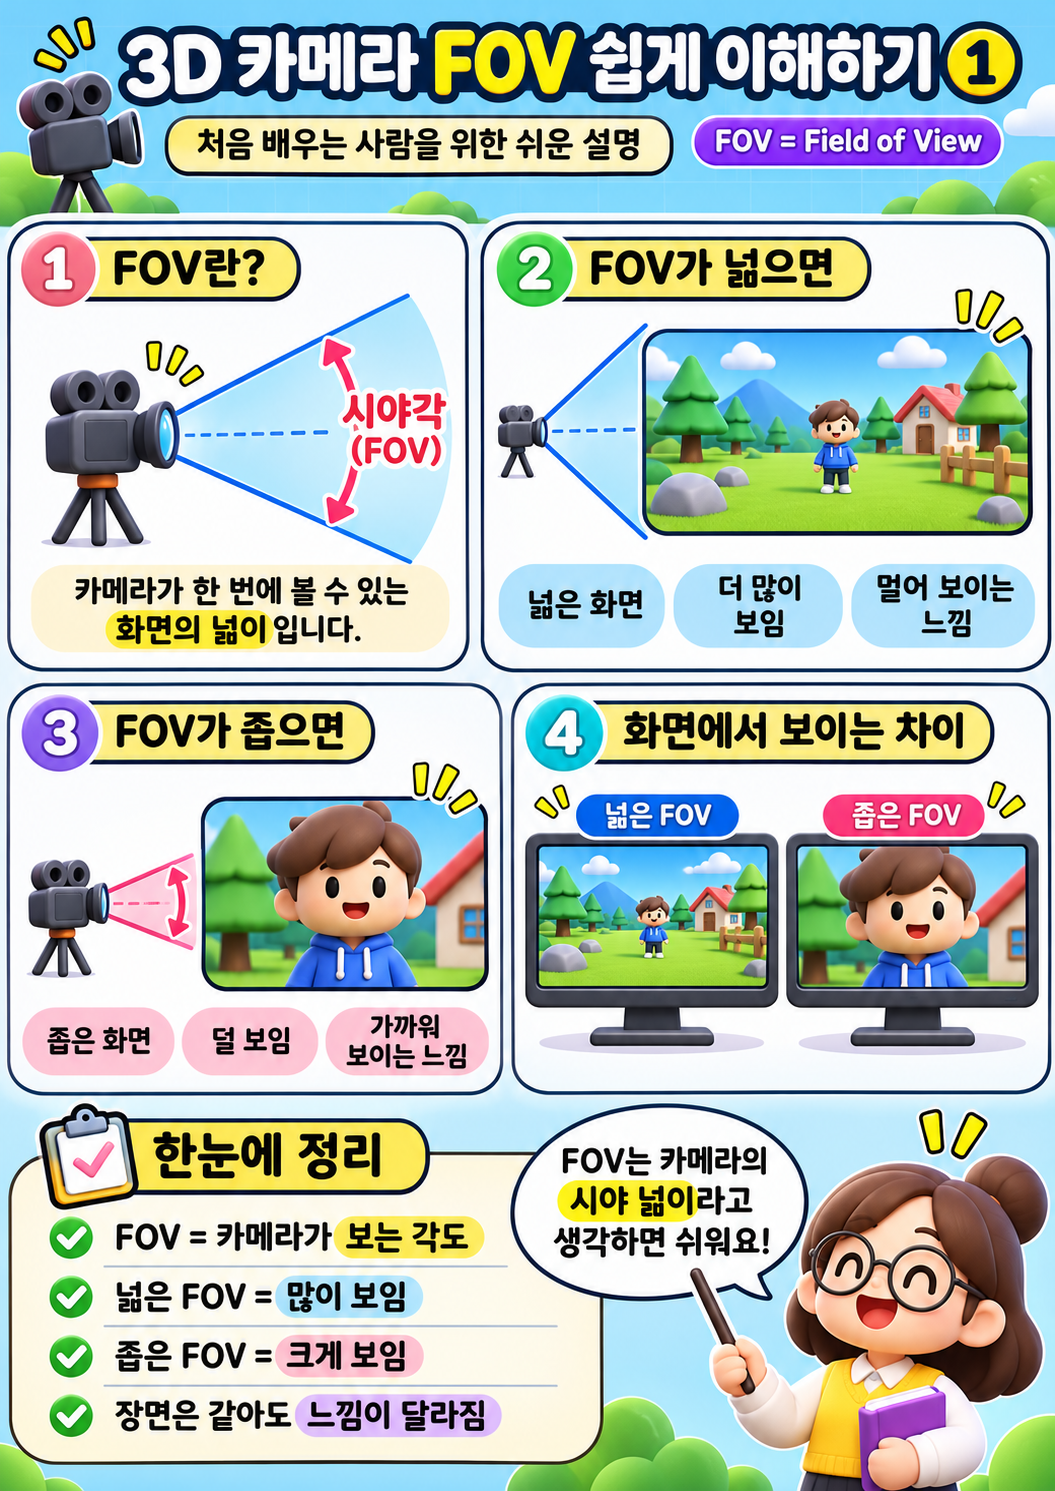 3D 카메라 FOV 쉽게 이해하기 1
처음 배우는 사람을 위한 쉬운 설명
FOV = Field of View
1 FOV란?
시야각
(FOV)
카메라가 한 번에 볼 수 있는
화면의 넓이입니다.
2 FOV가 넓으면
넓은 화면
더 많이
보임
멀어 보이는
느낌
3 FOV가 좁으면
좁은 화면
덜 보임
가까워
보이는 느낌
4 화면에서 보이는 차이
넓은 FOV
좁은 FOV
한눈에 정리
FOV = 카메라가 보는 각도
넓은 FOV = 많이 보임
좁은 FOV = 크게 보임
장면은 같아도 느낌이 달라짐
FOV는 카메라의
시야 넓이라고
생각하면 쉬워요!